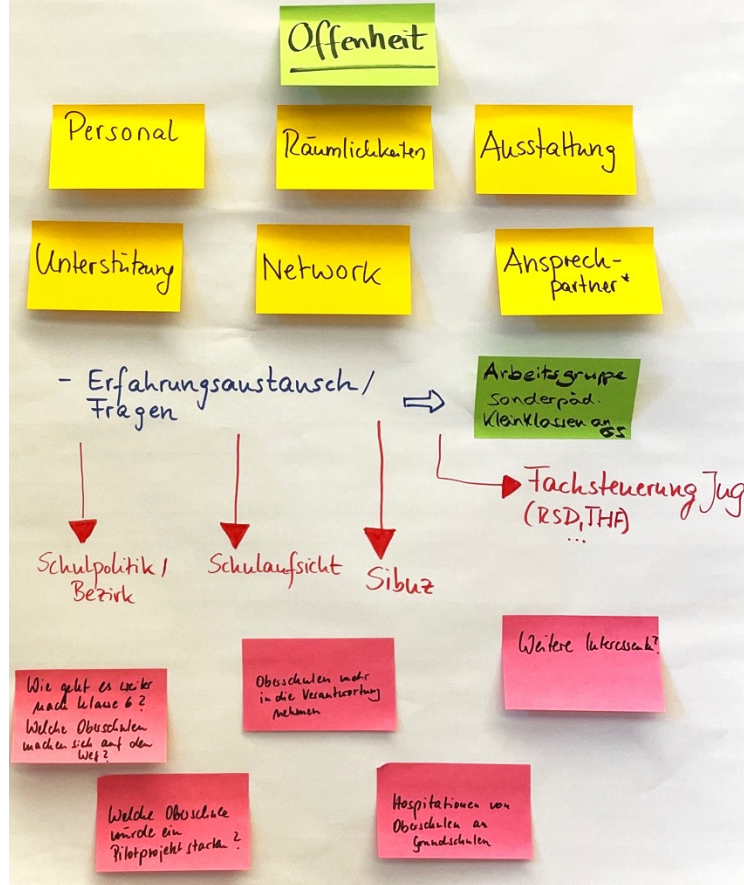 Offenheit
Personal
Räumlichkeiten
Ausstattung
Unterstützung
Network
Ansprech-
partner*
- Erfahrungsaustausch/
Fragen
Arbeitsgruppe
sonderpäd.
Kleinklassen an
GS
Fachsteuerung Jug
(RSD, THF)
...
Schulpolitik/
Bezirk
Schulaufsicht
Sibuz
Wie geht es weiter
nach Klasse 6?
Welche Oberschulen
machen sich auf den
Weg?
Oberschulen mehr
in die Verantwortung
nehmen
Weitere Interessent?
Welche Oberschule
würde ein
Pilotprojekt starten?
Hospitationen von
Oberschulen an
Grundschulen